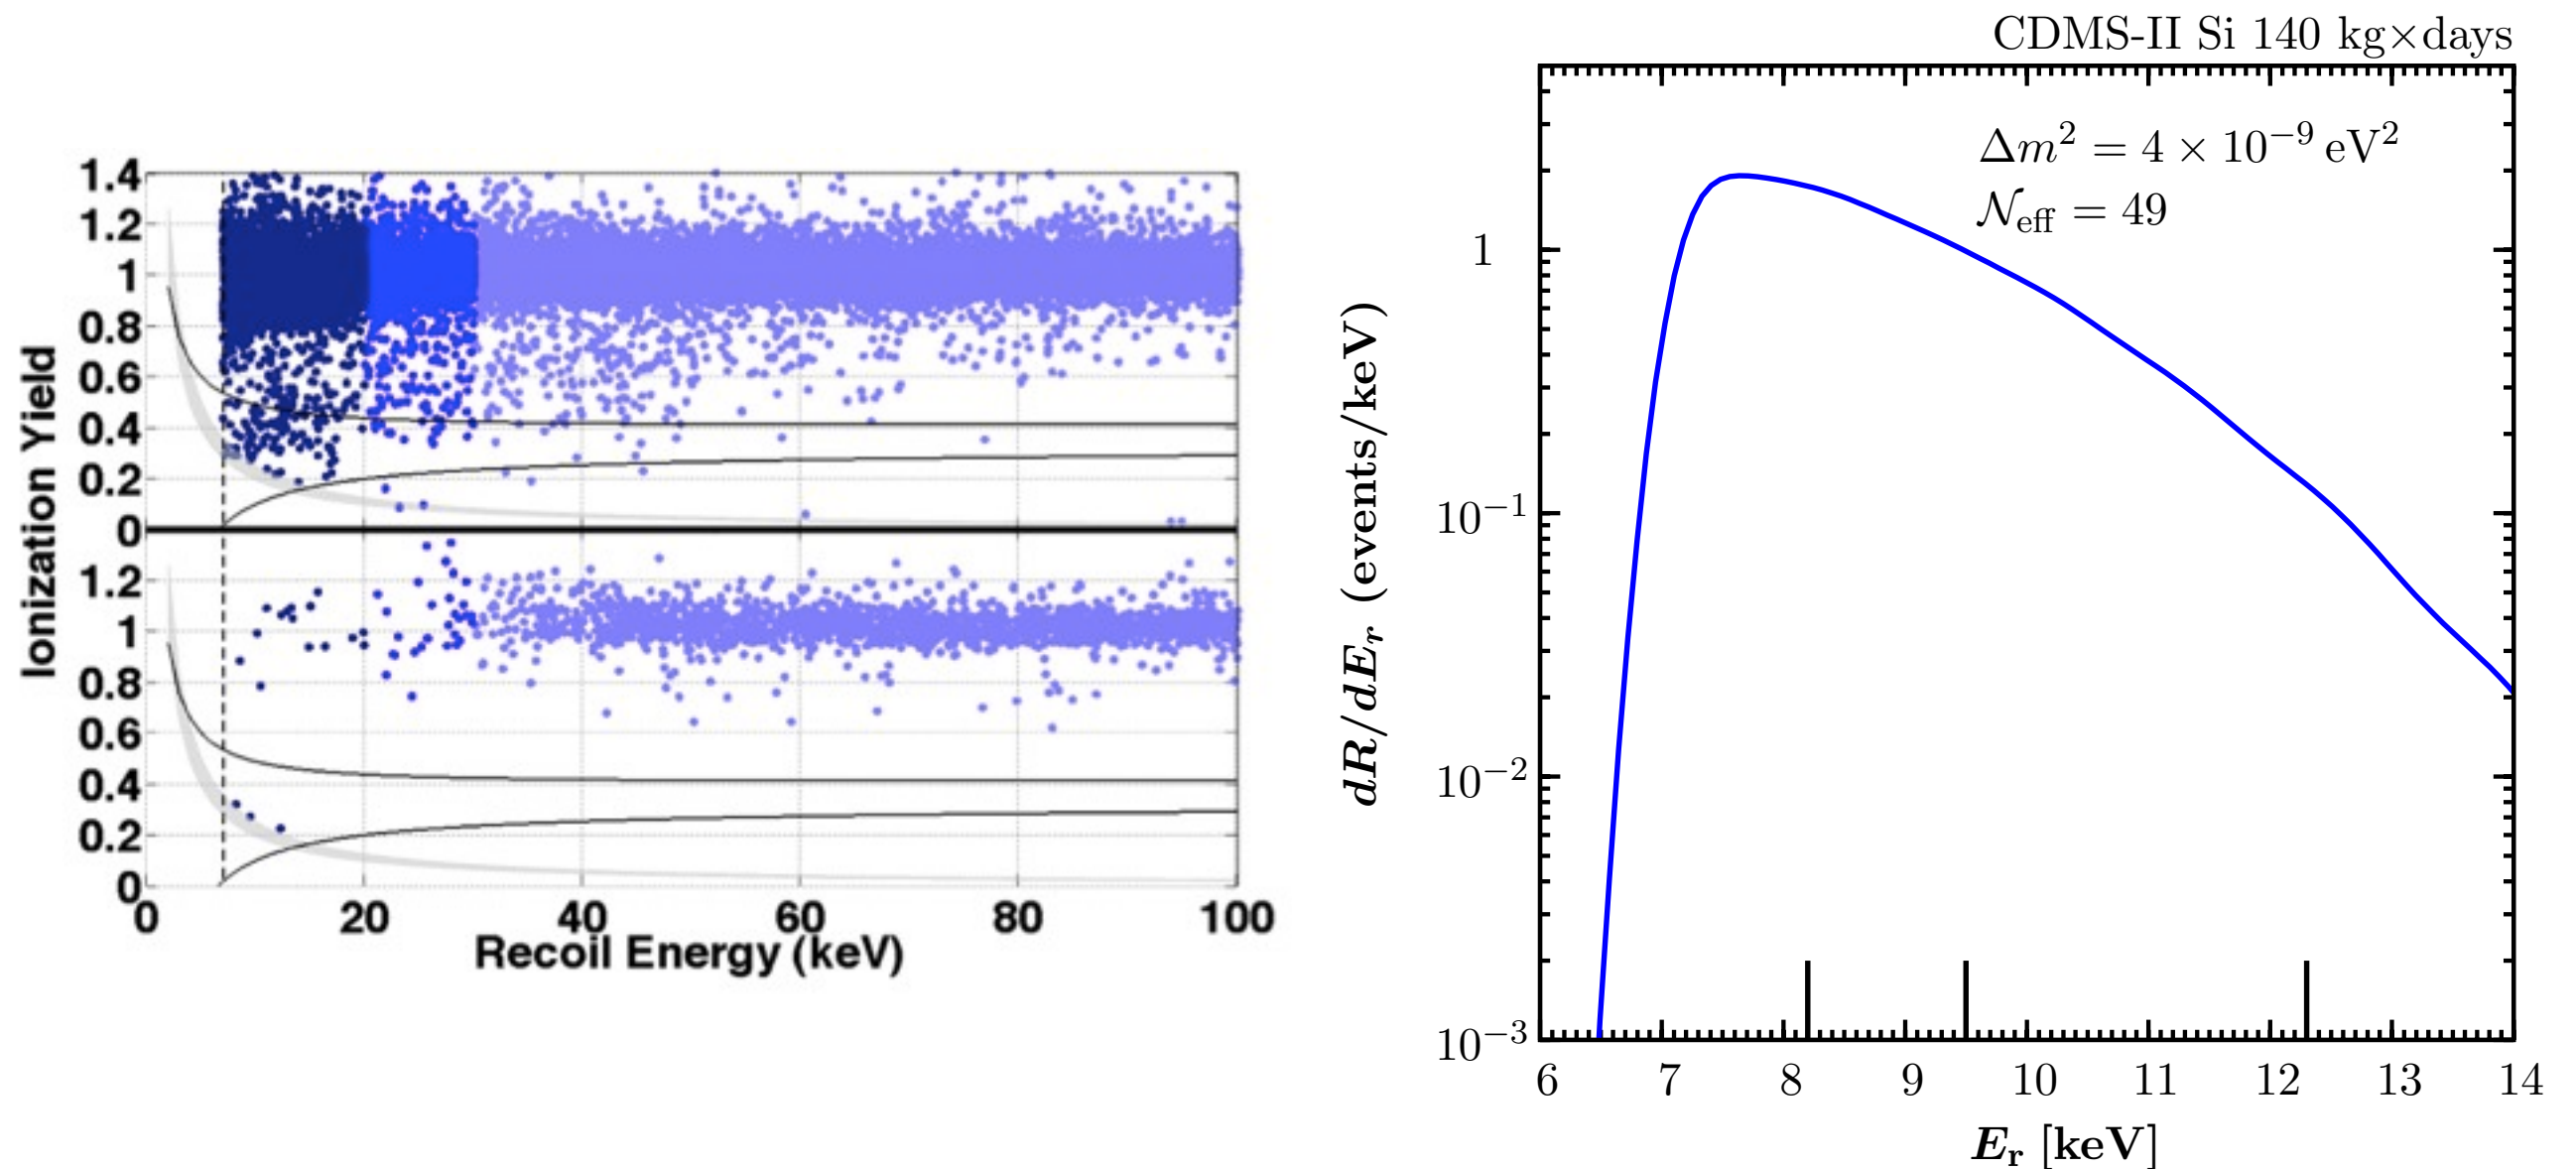 1.4
1.2
1
0.8
0.6
0.4
0.2
0
1.2
1
0.8
0.6
0.4
0.2
0
Ionization Yield
0 20 40 60 80 100
Recoil Energy (keV)
CDMS-II Si 140 kg×days
Δm² = 4 × 10⁻⁹ eV²
𝒩eff = 49
1
10⁻¹
10⁻²
10⁻³
dR/dEr (events/keV)
6 7 8 9 10 11 12 13 14
Er [keV]